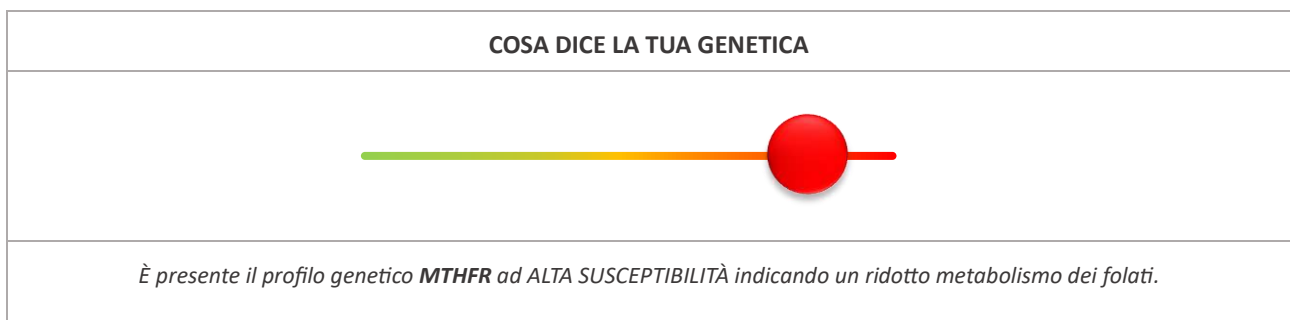 COSA DICE LA TUA GENETICA
È presente il profilo genetico MTHFR ad ALTA SUSCEPTIBILITÀ indicando un ridotto metabolismo dei folati.